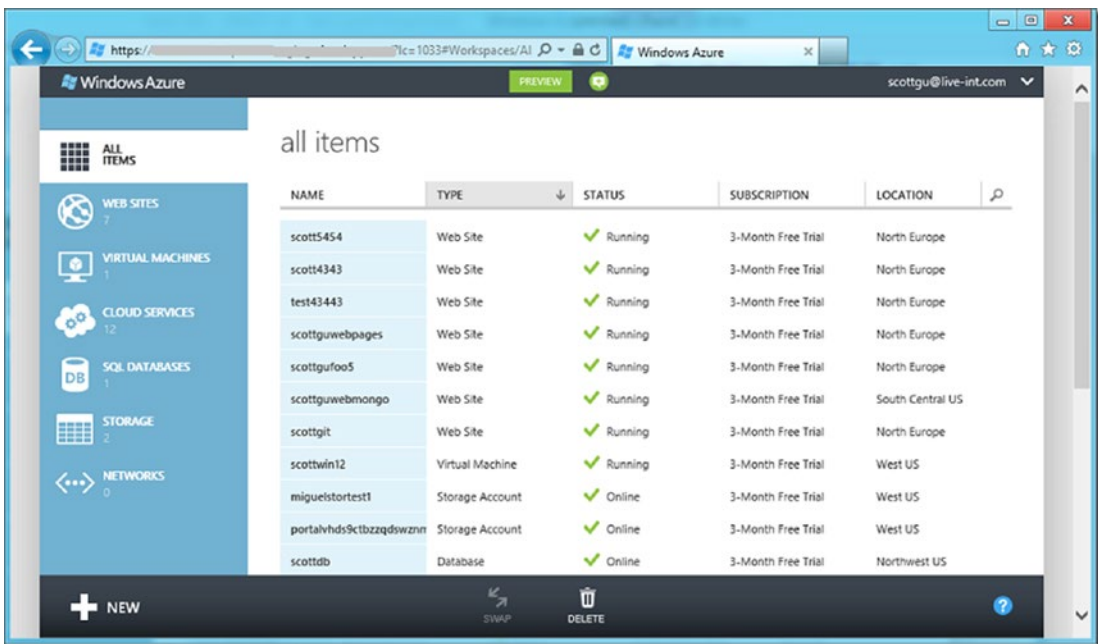 https://
?lc=1033#Workspaces/Al
Windows Azure
Windows Azure
PREVIEW
scottgu@live-int.com
ALL ITEMS
WEB SITES
7
VIRTUAL MACHINES
1
CLOUD SERVICES
12
SQL DATABASES
1
STORAGE
2
NETWORKS
0
all items
NAME TYPE STATUS SUBSCRIPTION LOCATION
scott5454 Web Site Running 3-Month Free Trial North Europe
scott4343 Web Site Running 3-Month Free Trial North Europe
test43443 Web Site Running 3-Month Free Trial North Europe
scottguwebpages Web Site Running 3-Month Free Trial North Europe
scottgufoo5 Web Site Running 3-Month Free Trial North Europe
scottguwebmongo Web Site Running 3-Month Free Trial South Central US
scottgit Web Site Running 3-Month Free Trial North Europe
scottwin12 Virtual Machine Running 3-Month Free Trial West US
miguelstortest1 Storage Account Online 3-Month Free Trial West US
portalvhds9ctbzzqdswznm Storage Account Online 3-Month Free Trial West US
scottdb Database Online 3-Month Free Trial Northwest US
NEW
SWAP
DELETE
?
DB